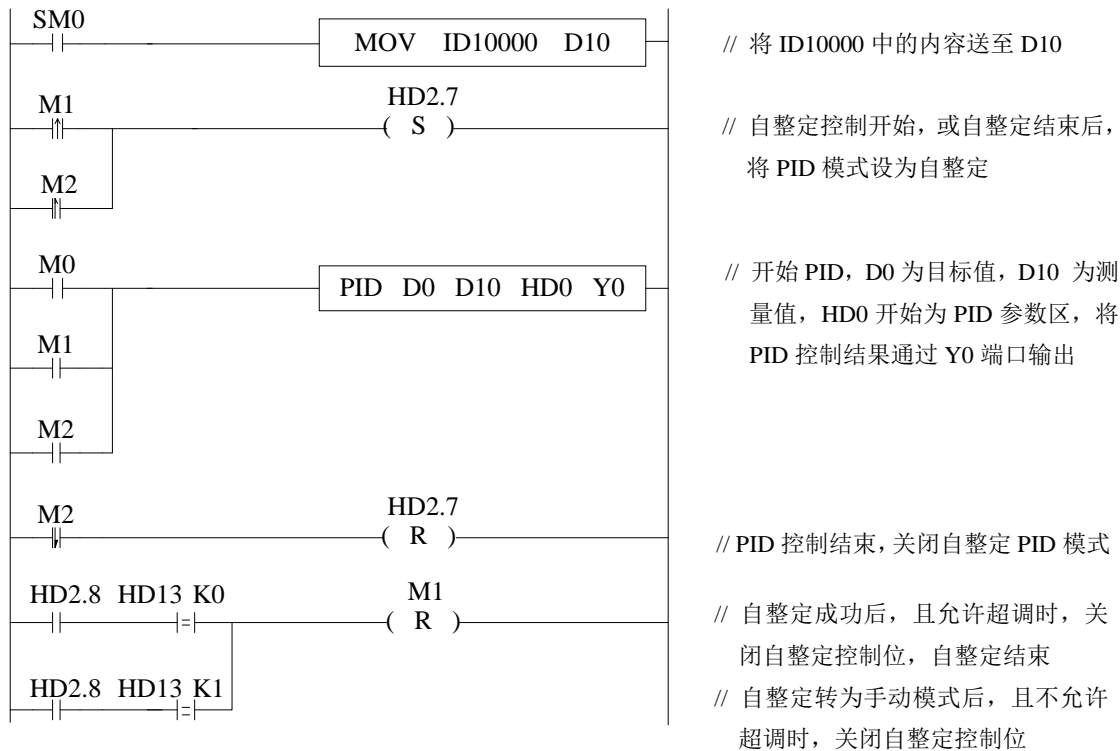 SM0
MOV ID10000 D10
// 将 ID10000 中的内容送至 D10
M1
HD2.7
( S )
// 自整定控制开始，或自整定结束后，
将 PID 模式设为自整定
M2
M0
PID D0 D10 HD0 Y0
// 开始 PID，D0 为目标值，D10 为测
量值，HD0 开始为 PID 参数区，将
PID 控制结果通过 Y0 端口输出
M1
M2
M2
HD2.7
( R )
// PID 控制结束，关闭自整定 PID 模式
HD2.8 HD13 K0
=
M1
( R )
// 自整定成功后，且允许超调时，关
闭自整定控制位，自整定结束
HD2.8 HD13 K1
=
// 自整定转为手动模式后，且不允许
超调时，关闭自整定控制位